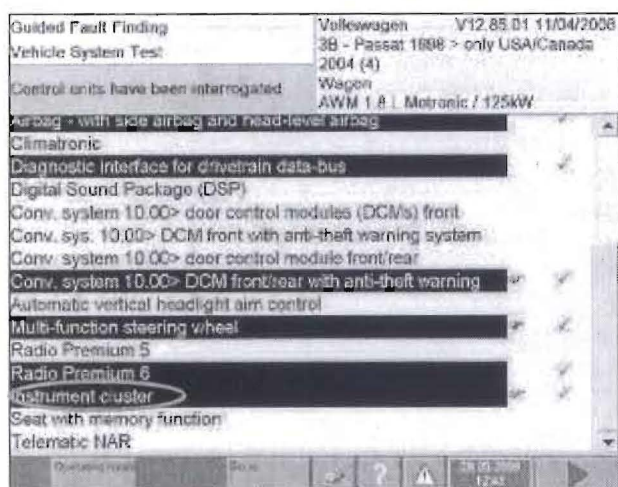 Guided Fault Finding
Vehicle System Test
Control units have been interrogated
Volkswagen V12.85.01 11/04/2008
3B - Passat 1998 > only USA/Canada
2004 (4)
Wagon
AWM 1.8 L Motronic / 125kW
Airbag - with side airbag and head-level airbag
Climatronic
Diagnostic interface for drivetrain data-bus
Digital Sound Package (DSP)
Conv. system 10.00> door control modules (DCMs) front
Conv. sys. 10.00> DCM front with anti-theft warning system
Conv. system 10.00> door control module front/rear
Conv. system 10.00> DCM front/rear with anti-theft warning
Automatic vertical headlight aim control
Multi-function steering wheel
Radio Premium 5
Radio Premium 6
Instrument cluster
Seat with memory function
Telematic NAR
Go to
?